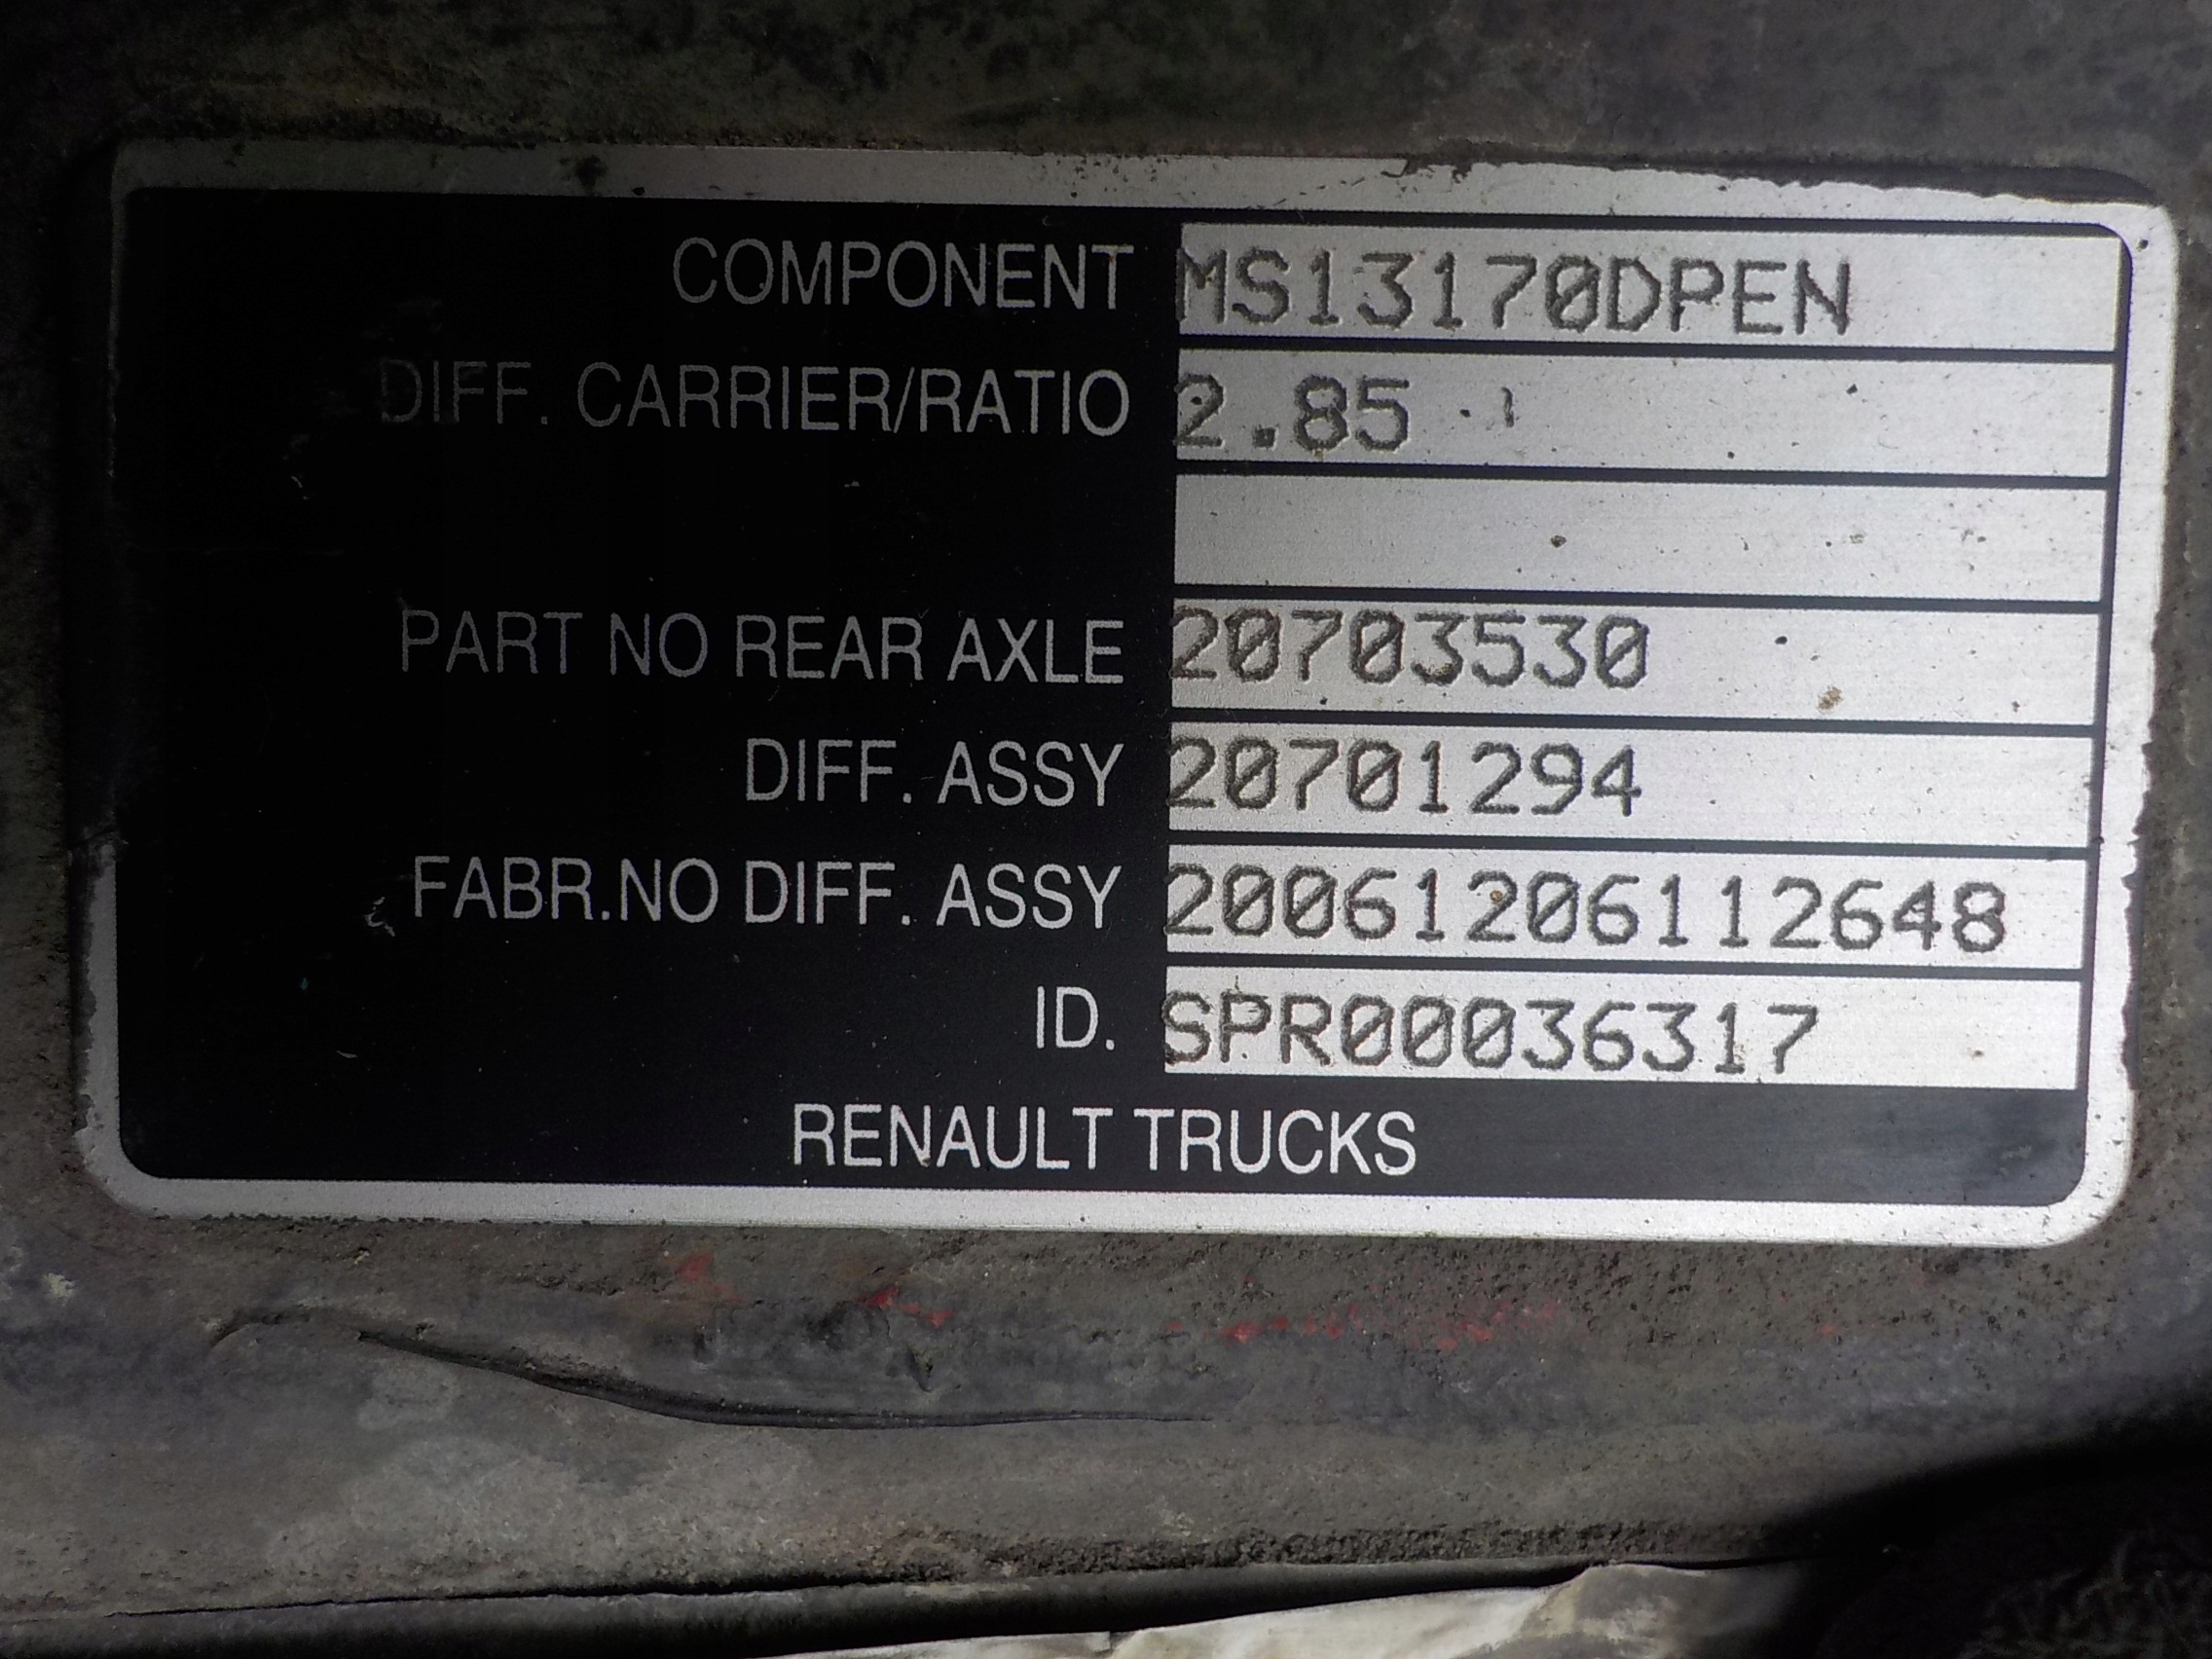 COMPONENT MS13170DPEN
DIFF. CARRIER/RATIO 2.85
PART NO REAR AXLE 20703530
DIFF. ASSY 20701294
FABR.NO DIFF. ASSY 20061206112648
ID. SPR00036317
RENAULT TRUCKS